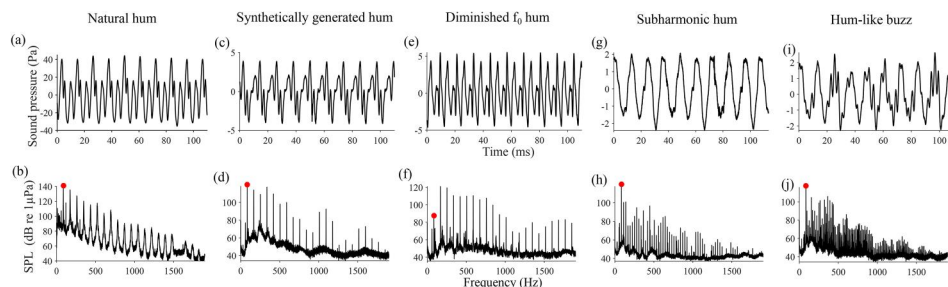 Natural hum
Synthetically generated hum
Diminished f₀ hum
Subharmonic hum
Hum-like buzz
(a)
(c)
(e)
(g)
(i)
Sound pressure (Pa)
40
20
0
-20
-40
0 20 40 60 80 100
5
0
-5
0 20 40 60 80 100
5
0
-5
0 20 40 60 80 100
2
1
0
-1
-2
0 20 40 60 80 100
2
1
0
-1
-2
0 20 40 60 80 100
Time (ms)
(b)
(d)
(f)
(h)
(j)
SPL (dB re 1μPa)
140
120
100
80
60
40
500 1000 1500
120
100
80
60
40
0 500 1000 1500
120
100
80
60
40
0 500 1000 1500
120
100
80
60
40
0 500 1000 1500
120
100
80
60
40
0 500 1000 1500
Frequency (Hz)